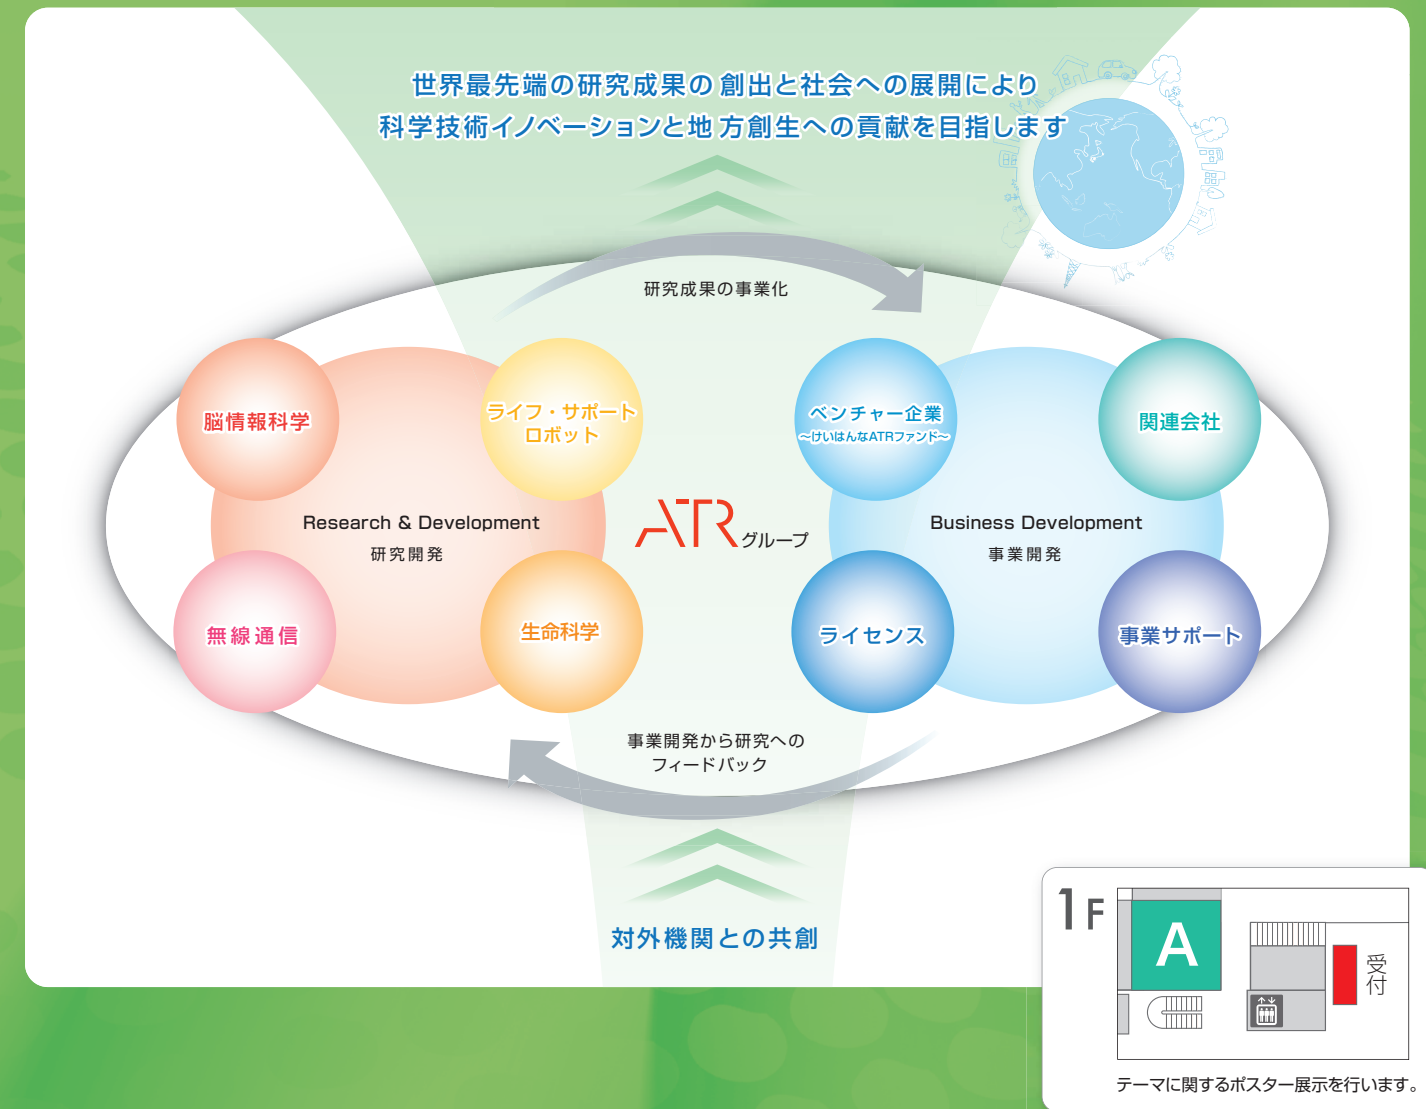 世界最先端の研究成果の創出と社会への展開により
科学技術イノベーションと地方創生への貢献を目指します
研究成果の事業化
脳情報科学
ライフ・サポート
ロボット
ベンチャー企業
〜けいはんなATRファンド〜
関連会社
Research & Development
研究開発
ATRグループ
Business Development
事業開発
無線通信
生命科学
ライセンス
事業サポート
事業開発から研究への
フィードバック
対外機関との共創
1F
A
受付
テーマに関するポスター展示を行います。